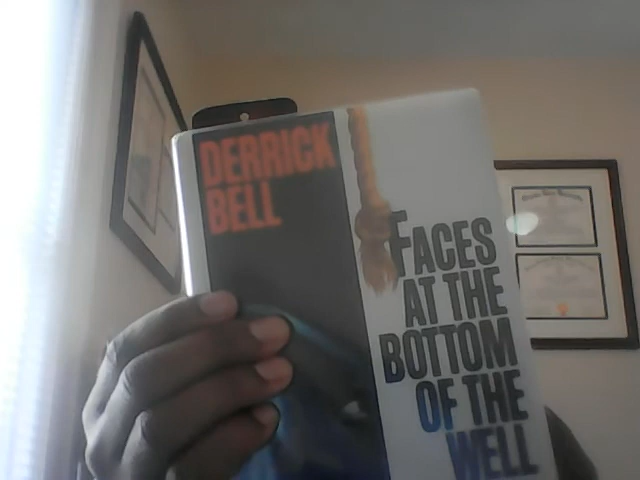 DERRICK
BELL
FACES
AT THE
BOTTOM
OF THE
WELL